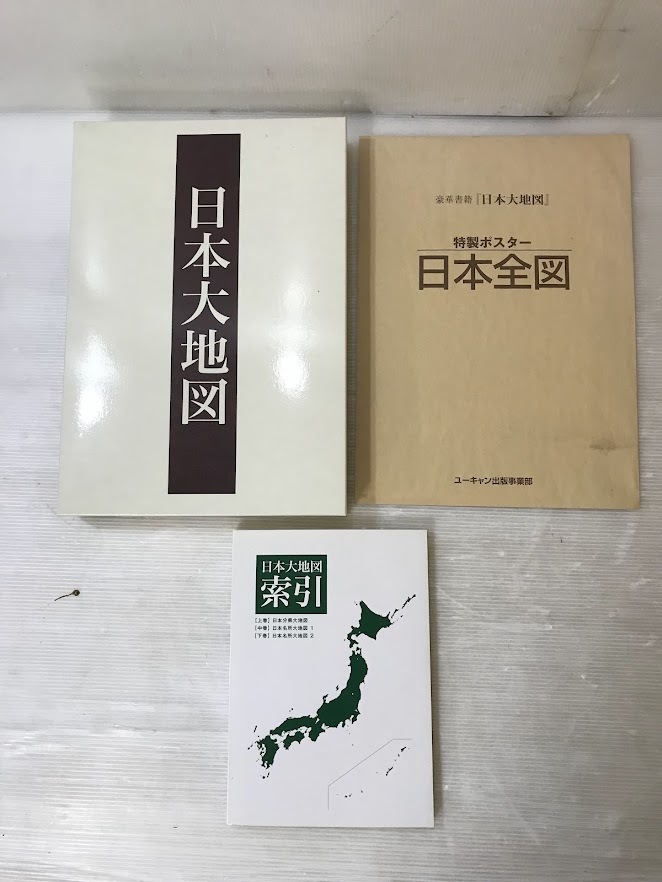 日本大地図
豪華書籍『日本大地図』
特製ポスター
日本全図
ユーキャン出版事業部
日本大地図
索引
［上巻］日本分県大地図
［中巻］日本名所大地図 1
［下巻］日本名所大地図 2